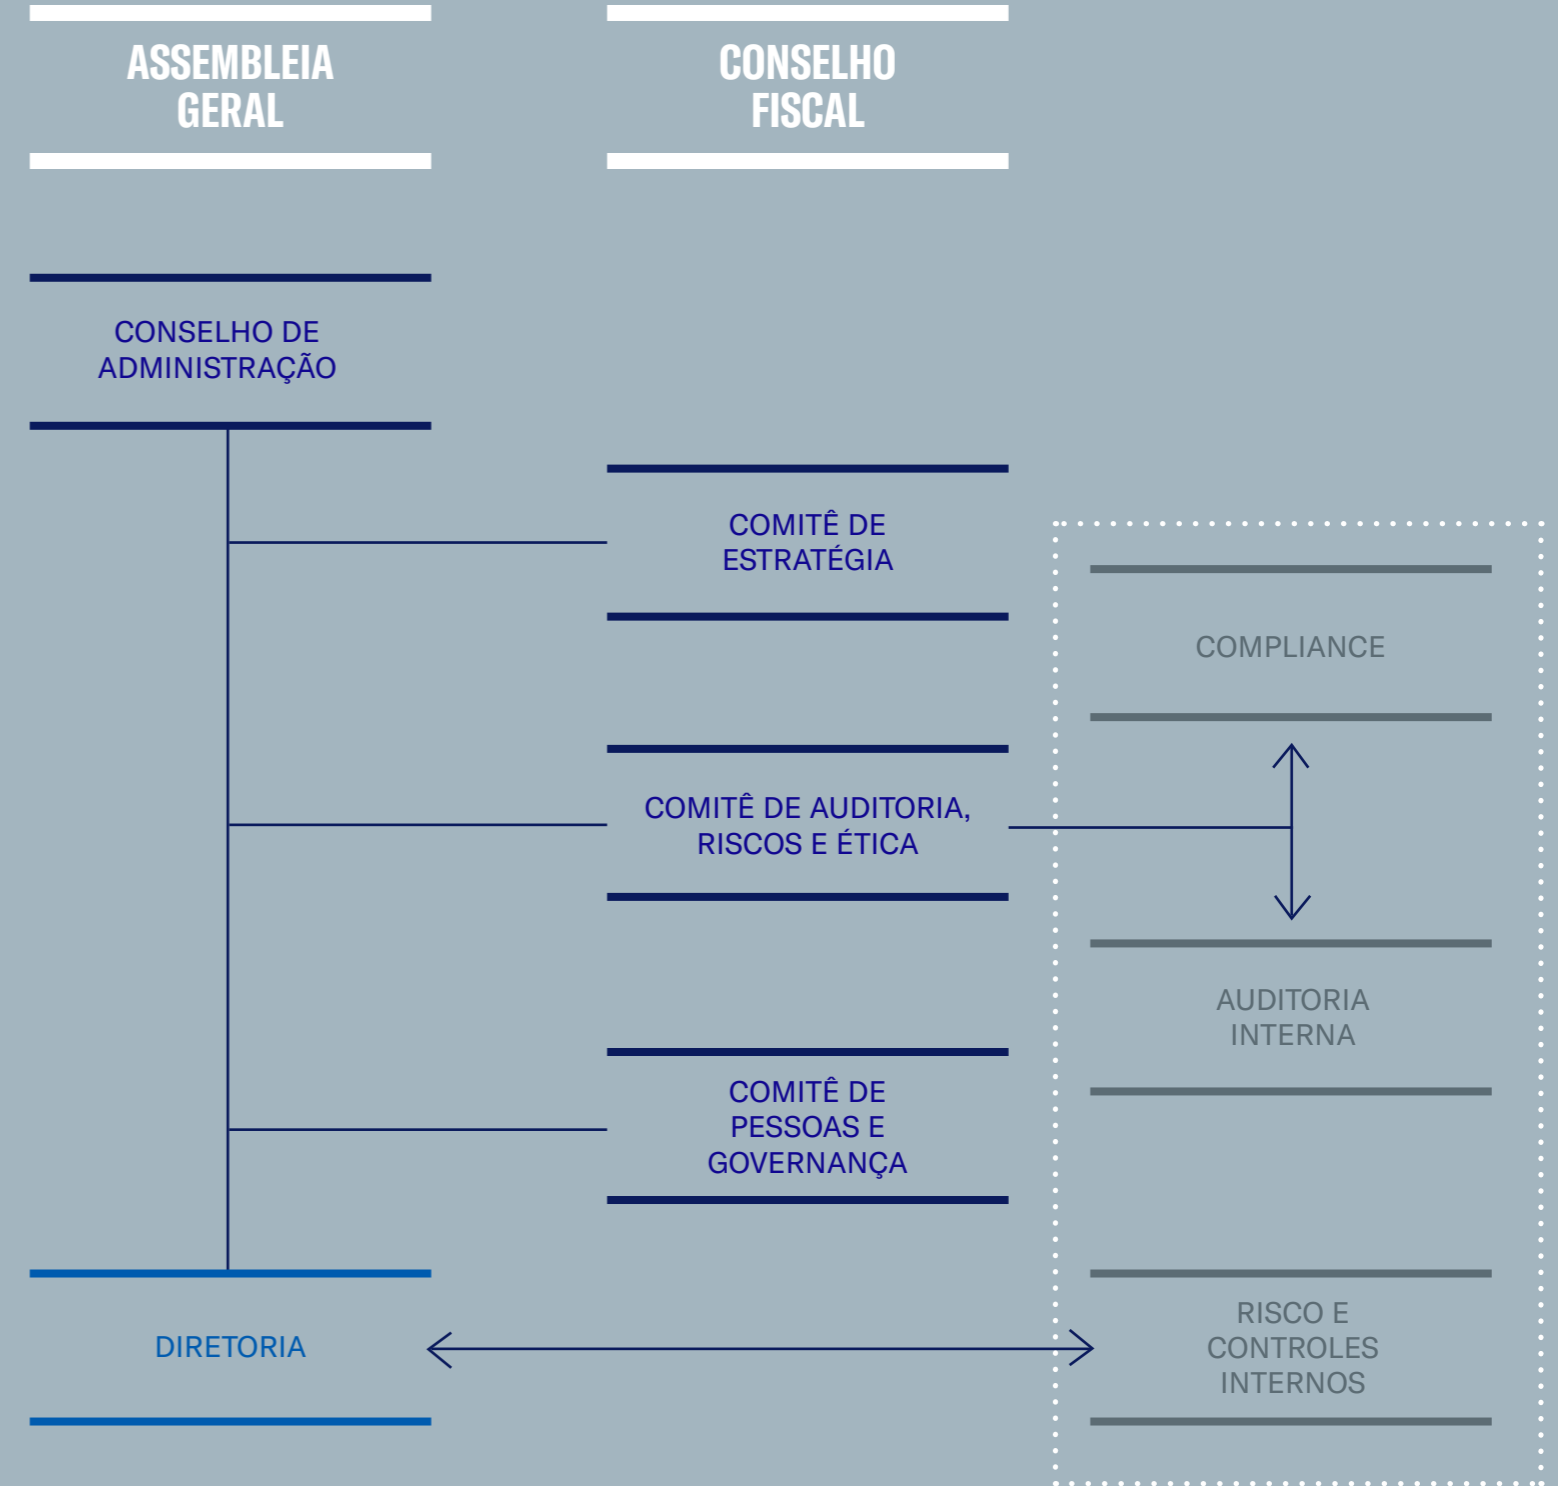 ASSEMBLEIA
GERAL
CONSELHO
FISCAL
CONSELHO DE
ADMINISTRAÇÃO
COMITÊ DE
ESTRATÉGIA
COMPLIANCE
COMITÊ DE AUDITORIA,
RISCOS E ÉTICA
AUDITORIA
INTERNA
COMITÊ DE
PESSOAS E
GOVERNANÇA
DIRETORIA
RISCO E
CONTROLES
INTERNOS